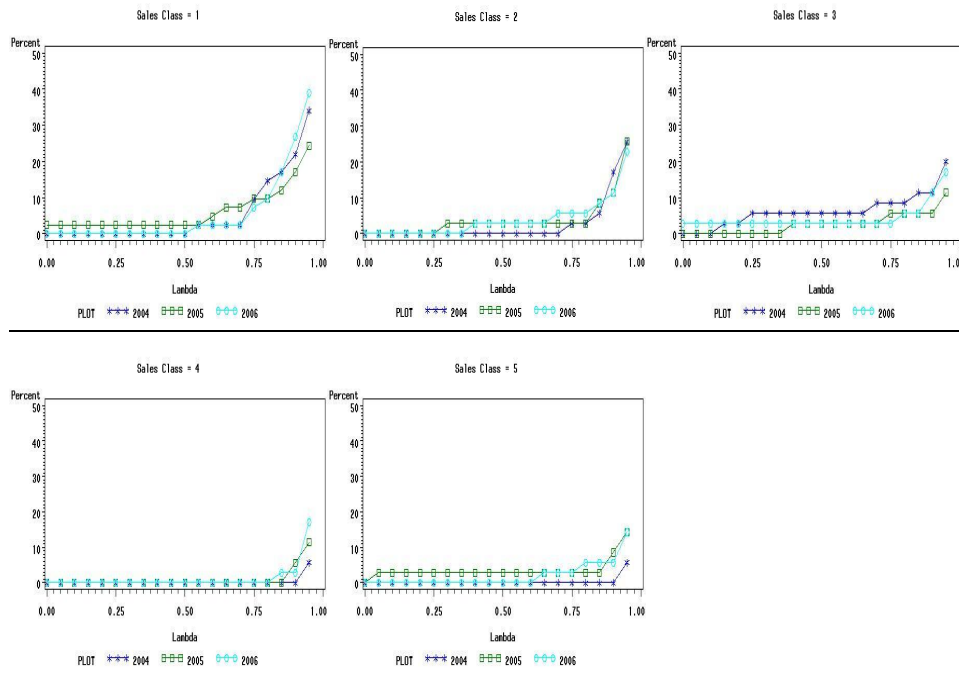 Sales Class = 1
Percent
50
40
30
20
10
0
0.00 0.25 0.50 0.75 1.00
Lambda
PLOT 2004 2005 2006
Sales Class = 2
Percent
50
40
30
20
10
0
0.00 0.25 0.50 0.75 1.00
Lambda
PLOT 2004 2005 2006
Sales Class = 3
Percent
50
40
30
20
10
0
0.00 0.25 0.50 0.75 1.00
Lambda
PLOT 2004 2005 2006
Sales Class = 4
Percent
50
40
30
20
10
0
0.00 0.25 0.50 0.75 1.00
Lambda
PLOT 2004 2005 2006
Sales Class = 5
Percent
50
40
30
20
10
0
0.00 0.25 0.50 0.75 1.00
Lambda
PLOT 2004 2005 2006